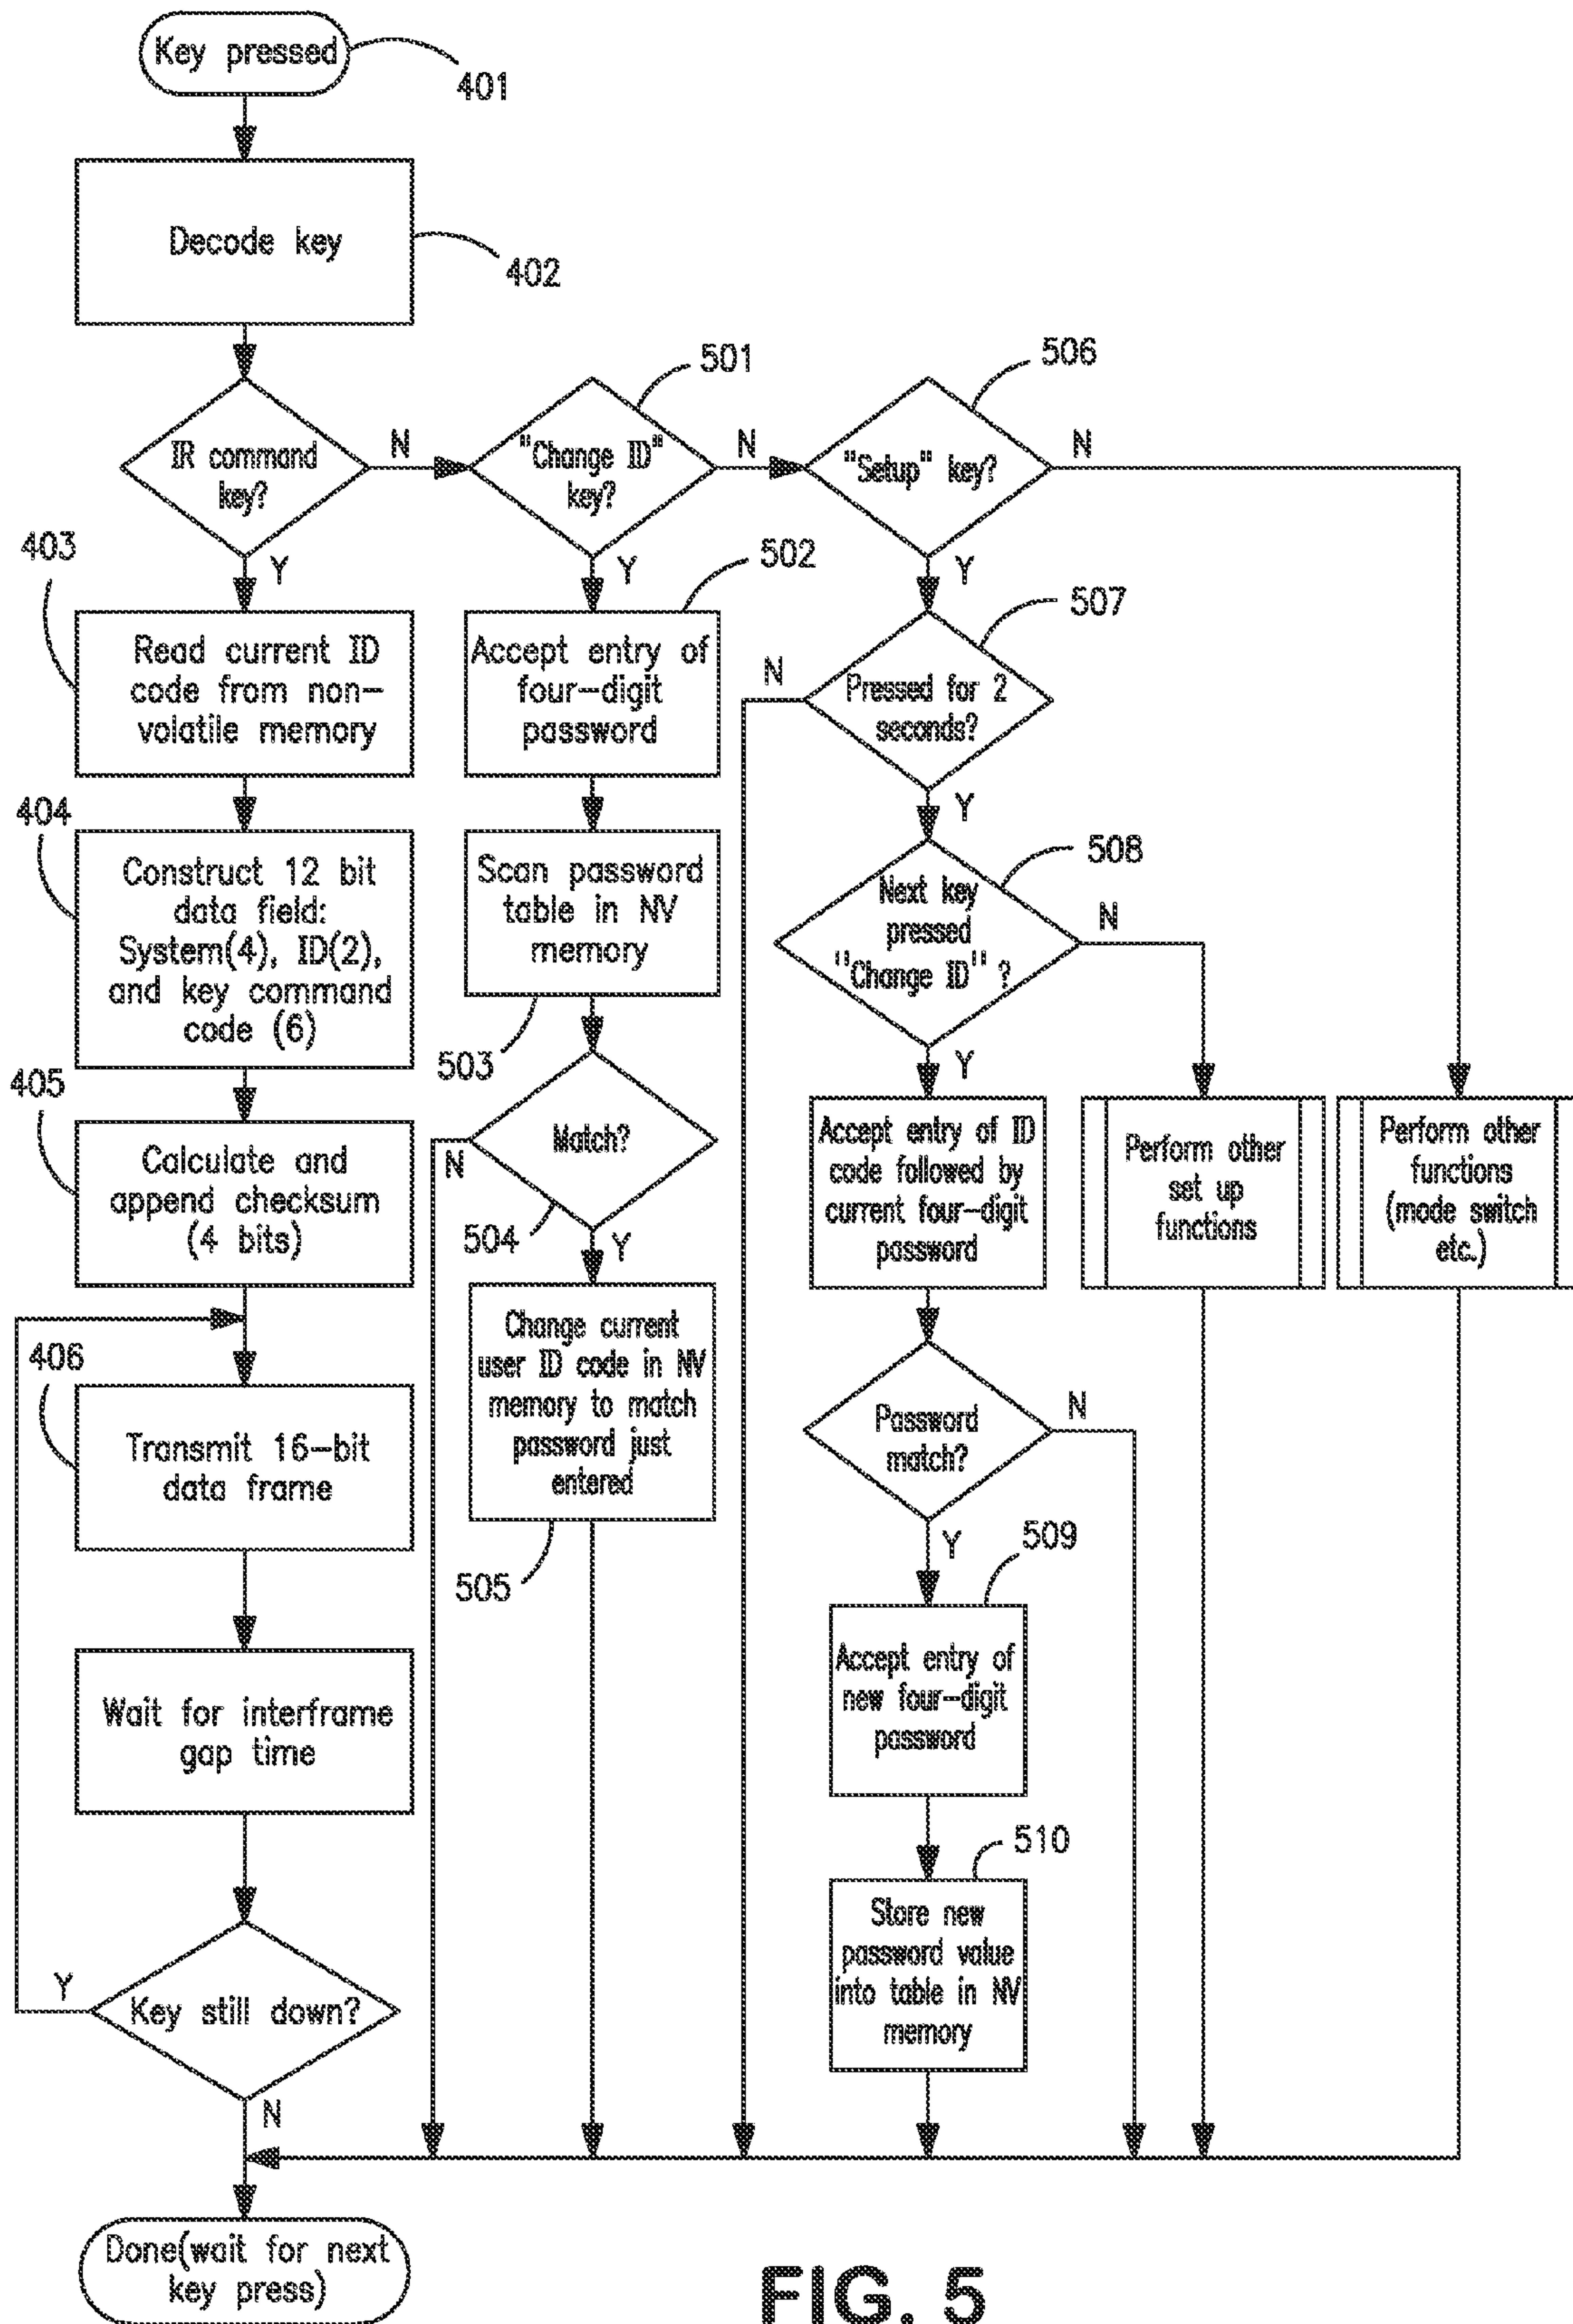 Key pressed
401
Decode key
402
IR command
key?
N
Y
"Change ID"
key?
501
N
Y
"Setup" key?
506
N
Y
403
Read current ID
code from non-
volatile memory
502
Accept entry of
four-digit
password
507
Pressed for 2
seconds?
N
Y
404
Construct 12 bit
data field:
System(4), ID(2),
and key command
code (6)
Scan password
table in NV
memory
503
508
Next key
pressed
"Change ID" ?
N
Y
405
Calculate and
append checksum
(4 bits)
Match?
N
504
Y
Accept entry of ID
code followed by
current four-digit
password
Perform other
set up
functions
Perform other
functions
(mode switch
etc.)
406
Transmit 16-bit
data frame
Change current
user ID code in NV
memory to match
password just
entered
505
Password
match?
N
Y
509
Accept entry of
new four-digit
password
Wait for interframe
gap time
510
Store new
password value
into table in NV
memory
Key still down?
Y
N
Done(wait for next
key press)
FIG. 5